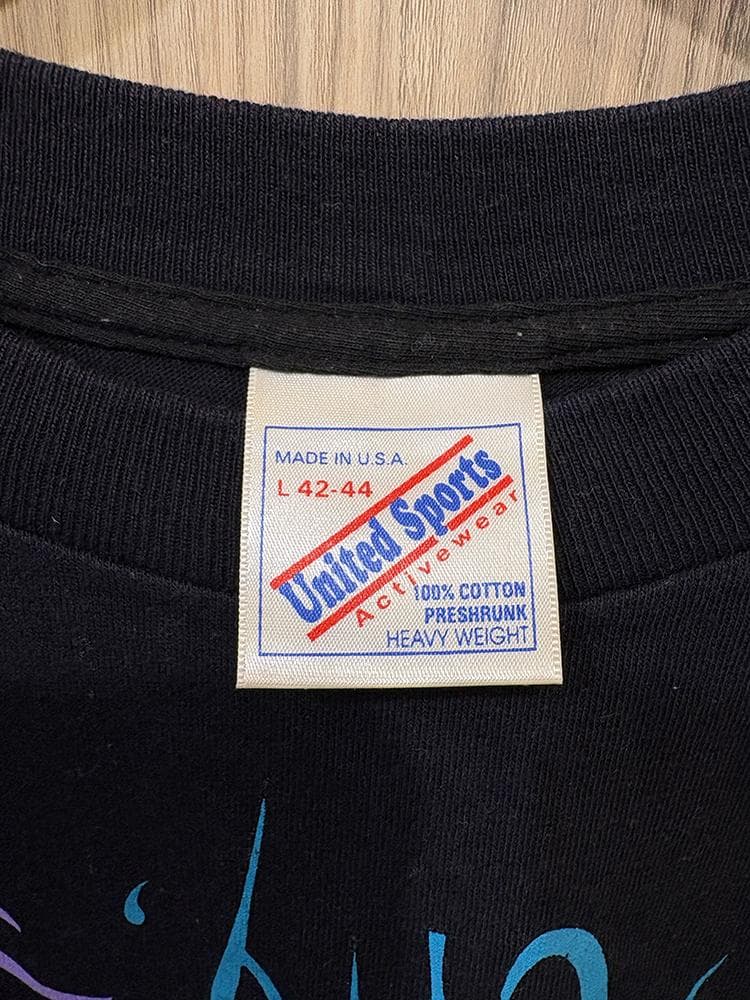 MADE IN U.S.A.
L 42-44
United Sports
Activewear
100% COTTON
PRESHRUNK
HEAVY WEIGHT